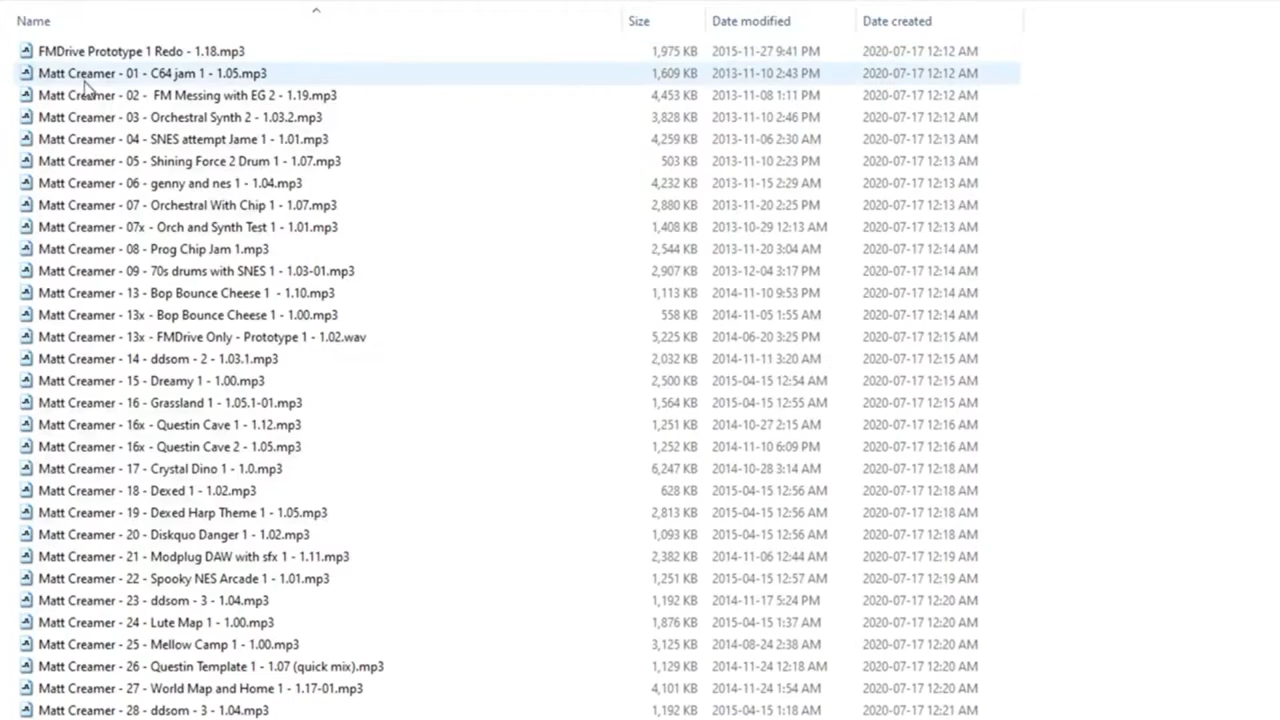 Name Size Date modified Date created
FMDrive Prototype 1 Redo - 1.18.mp3 1,975 KB 2015-11-27 9:41 PM 2020-07-17 12:12 AM
Matt Creamer - 01 - C64 jam 1 - 1.05.mp3 1,609 KB 2013-11-10 2:43 PM 2020-07-17 12:12 AM
Matt Creamer - 02 -  FM Messing with EG 2 - 1.19.mp3 4,453 KB 2013-11-08 1:11 PM 2020-07-17 12:12 AM
Matt Creamer - 03 - Orchestral Synth 2 - 1.03.2.mp3 3,828 KB 2013-11-10 2:46 PM 2020-07-17 12:12 AM
Matt Creamer - 04 - SNES attempt Jame 1 - 1.01.mp3 4,259 KB 2013-11-06 2:30 AM 2020-07-17 12:13 AM
Matt Creamer - 05 - Shining Force 2 Drum 1 - 1.07.mp3 503 KB 2013-11-10 2:23 PM 2020-07-17 12:13 AM
Matt Creamer - 06 - genny and nes 1 - 1.04.mp3 4,232 KB 2013-11-15 2:29 AM 2020-07-17 12:13 AM
Matt Creamer - 07 - Orchestral With Chip 1 - 1.07.mp3 2,880 KB 2013-11-20 2:25 PM 2020-07-17 12:13 AM
Matt Creamer - 07x - Orch and Synth Test 1 - 1.01.mp3 1,408 KB 2013-10-29 12:13 AM 2020-07-17 12:13 AM
Matt Creamer - 08 - Prog Chip Jam 1.mp3 2,544 KB 2013-11-20 3:04 AM 2020-07-17 12:14 AM
Matt Creamer - 09 - 70s drums with SNES 1 - 1.03-01.mp3 2,907 KB 2013-12-04 3:17 PM 2020-07-17 12:14 AM
Matt Creamer - 13 - Bop Bounce Cheese 1  - 1.10.mp3 1,113 KB 2014-11-10 9:53 PM 2020-07-17 12:14 AM
Matt Creamer - 13x - Bop Bounce Cheese 1 - 1.00.mp3 558 KB 2014-11-05 1:55 AM 2020-07-17 12:14 AM
Matt Creamer - 13x - FMDrive Only - Prototype 1 - 1.02.wav 5,225 KB 2014-06-20 3:25 PM 2020-07-17 12:15 AM
Matt Creamer - 14 - ddsom - 2 - 1.03.1.mp3 2,032 KB 2014-11-11 3:20 AM 2020-07-17 12:15 AM
Matt Creamer - 15 - Dreamy 1 - 1.00.mp3 2,500 KB 2015-04-15 12:54 AM 2020-07-17 12:15 AM
Matt Creamer - 16 - Grassland 1 - 1.05.1-01.mp3 1,564 KB 2015-04-15 12:55 AM 2020-07-17 12:15 AM
Matt Creamer - 16x - Questin Cave 1 - 1.12.mp3 1,251 KB 2014-10-27 2:15 AM 2020-07-17 12:16 AM
Matt Creamer - 16x - Questin Cave 2 - 1.05.mp3 1,252 KB 2014-11-10 6:09 PM 2020-07-17 12:16 AM
Matt Creamer - 17 - Crystal Dino 1 - 1.0.mp3 6,247 KB 2014-10-28 3:14 AM 2020-07-17 12:18 AM
Matt Creamer - 18 - Dexed 1 - 1.02.mp3 628 KB 2015-04-15 12:56 AM 2020-07-17 12:18 AM
Matt Creamer - 19 - Dexed Harp Theme 1 - 1.05.mp3 2,813 KB 2015-04-15 12:56 AM 2020-07-17 12:18 AM
Matt Creamer - 20 - Diskquo Danger 1 - 1.02.mp3 1,093 KB 2015-04-15 12:56 AM 2020-07-17 12:18 AM
Matt Creamer - 21 - Modplug DAW with sfx 1 - 1.11.mp3 2,382 KB 2014-11-06 12:44 AM 2020-07-17 12:19 AM
Matt Creamer - 22 - Spooky NES Arcade 1 - 1.01.mp3 1,251 KB 2015-04-15 12:57 AM 2020-07-17 12:19 AM
Matt Creamer - 23 - ddsom - 3 - 1.04.mp3 1,192 KB 2014-11-17 5:24 PM 2020-07-17 12:20 AM
Matt Creamer - 24 - Lute Map 1 - 1.00.mp3 1,876 KB 2015-04-15 1:37 AM 2020-07-17 12:20 AM
Matt Creamer - 25 - Mellow Camp 1 - 1.00.mp3 3,125 KB 2014-08-24 2:38 AM 2020-07-17 12:20 AM
Matt Creamer - 26 - Questin Template 1 - 1.07 (quick mix).mp3 1,129 KB 2014-11-24 12:18 AM 2020-07-17 12:20 AM
Matt Creamer - 27 - World Map and Home 1 - 1.17-01.mp3 4,101 KB 2014-11-24 1:54 AM 2020-07-17 12:20 AM
Matt Creamer - 28 - ddsom - 3 - 1.04.mp3 1,192 KB 2015-04-15 1:18 AM 2020-07-17 12:21 AM